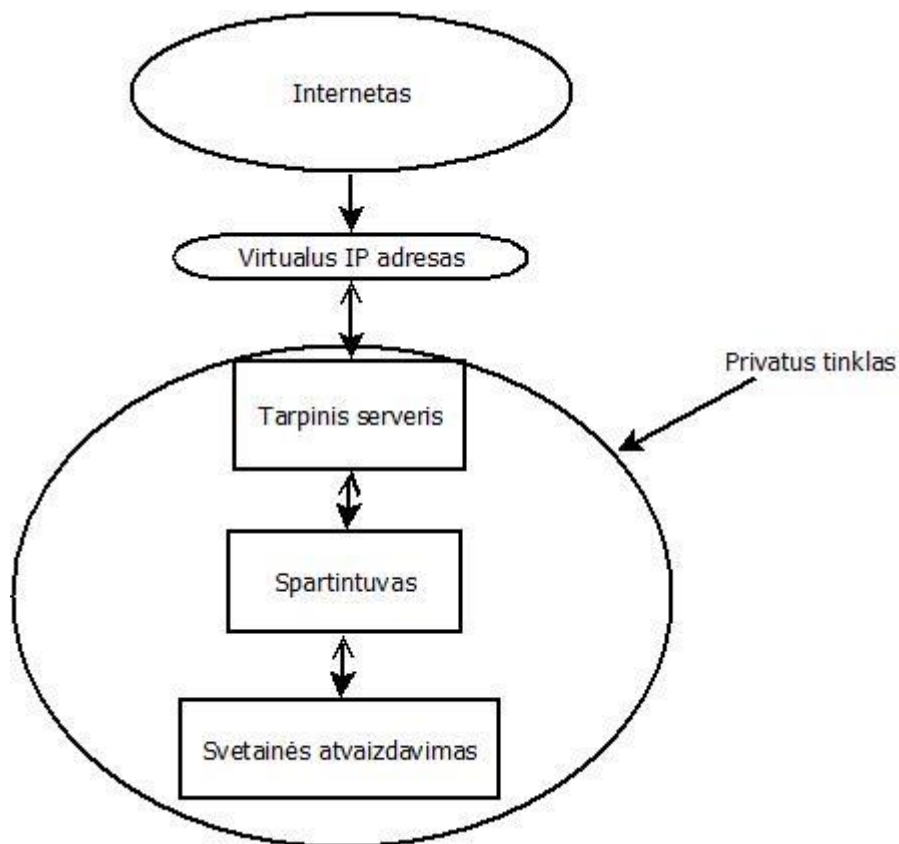 Internetas
Virtualus IP adresas
Privatus tinklas
Tarpinis serveris
Spartintuvas
Svetainės atvaizdavimas